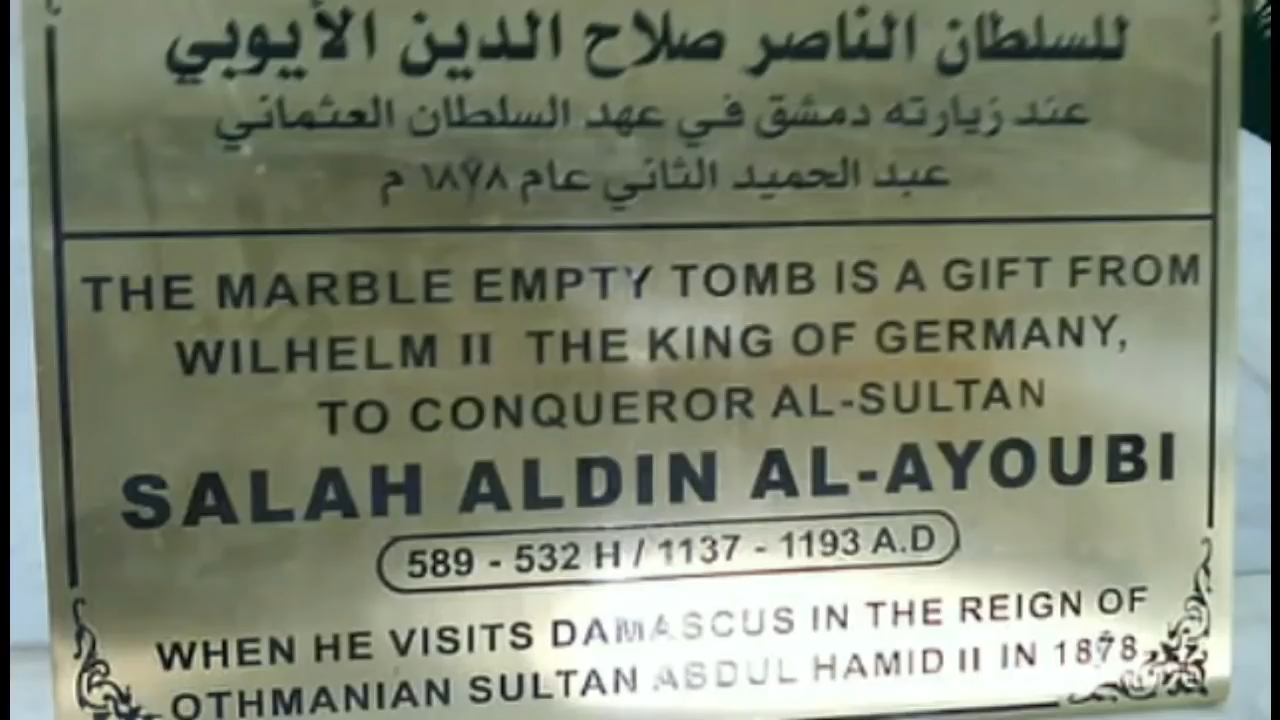 للسلطان الناصر صلاح الدين الأيوبي
عند زيارته دمشق في عهد السلطان العثماني
عبد الحميد الثاني عام ١٨٧٨ م
THE MARBLE EMPTY TOMB IS A GIFT FROM
WILHELM II THE KING OF GERMANY,
TO CONQUEROR AL-SULTAN
SALAH ALDIN AL-AYOUBI
589 - 532 H / 1137 - 1193 A.D
WHEN HE VISITS DAMASCUS IN THE REIGN OF
OTHMANIAN SULTAN ABDUL HAMID II IN 1878